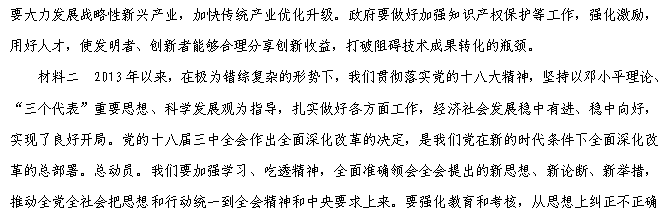 要大力发展战略性新兴产业，加快传统产业优化升级。政府要做好加强知识产权保护等工作，强化激励，
用好人才，使发明者、创新者能够合理分享创新收益，打破阻碍技术成果转化的瓶颈。
材料二 2013 年以来，在极为错综复杂的形势下，我们贯彻落实党的十八大精神，坚持以邓小平理论、
“三个代表”重要思想、科学发展观为指导，扎实做好各方面工作，经济社会发展稳中有进、稳中向好，
实现了良好开局。党的十八届三中全会作出全面深化改革的决定，是我们党在新的时代条件下全面深化改
革的总部署。总动员。我们要加强学习、吃透精神，全面准确领会全会提出的新思想、新论断、新举措，
推动全党全社会把思想和行动统一到全会精神和中央要求上来。要强化教育和考核，从思想上纠正不正确